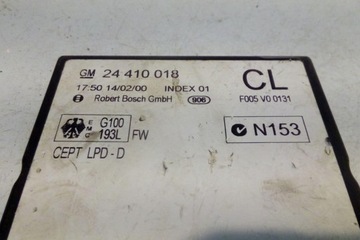 GM 24 410 018 CL
17:50 14/02/00 INDEX 01
Robert Bosch GmbH 906 F005 V0 0131
E M C G100 193L FW
N153
CEPT LPD - D